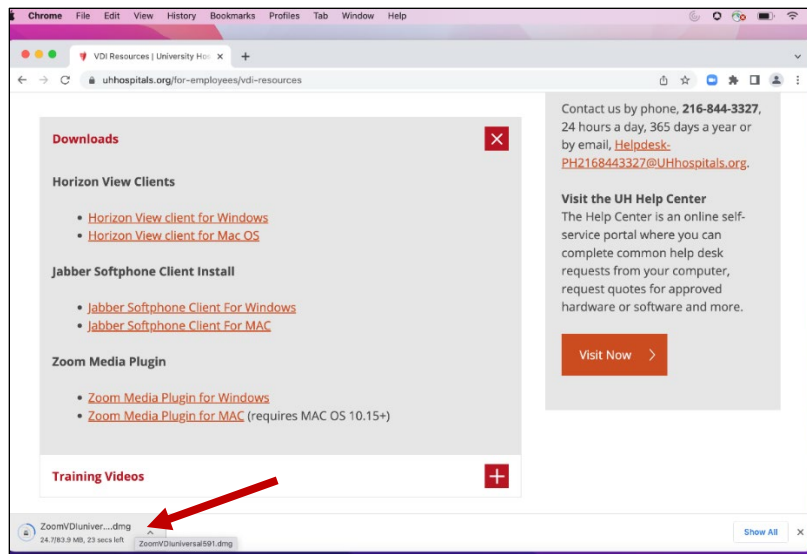 Chrome File Edit View History Bookmarks Profiles Tab Window Help
VDI Resources | University Hos
uhhospitals.org/for-employees/vdi-resources
Downloads
Horizon View Clients
• Horizon View client for Windows
• Horizon View client for Mac OS
Jabber Softphone Client Install
• Jabber Softphone Client For Windows
• Jabber Softphone Client For MAC
Zoom Media Plugin
• Zoom Media Plugin for Windows
• Zoom Media Plugin for MAC (requires MAC OS 10.15+)
Training Videos
Contact us by phone, 216-844-3327,
24 hours a day, 365 days a year or
by email, Helpdesk-
PH2168443327@UHhospitals.org.
Visit the UH Help Center
The Help Center is an online self-
service portal where you can
complete common help desk
requests from your computer,
request quotes for approved
hardware or software and more.
Visit Now
ZoomVDIuniver....dmg
24.7/83.9 MB, 23 secs left
ZoomVDIuniversal591.dmg
Show All